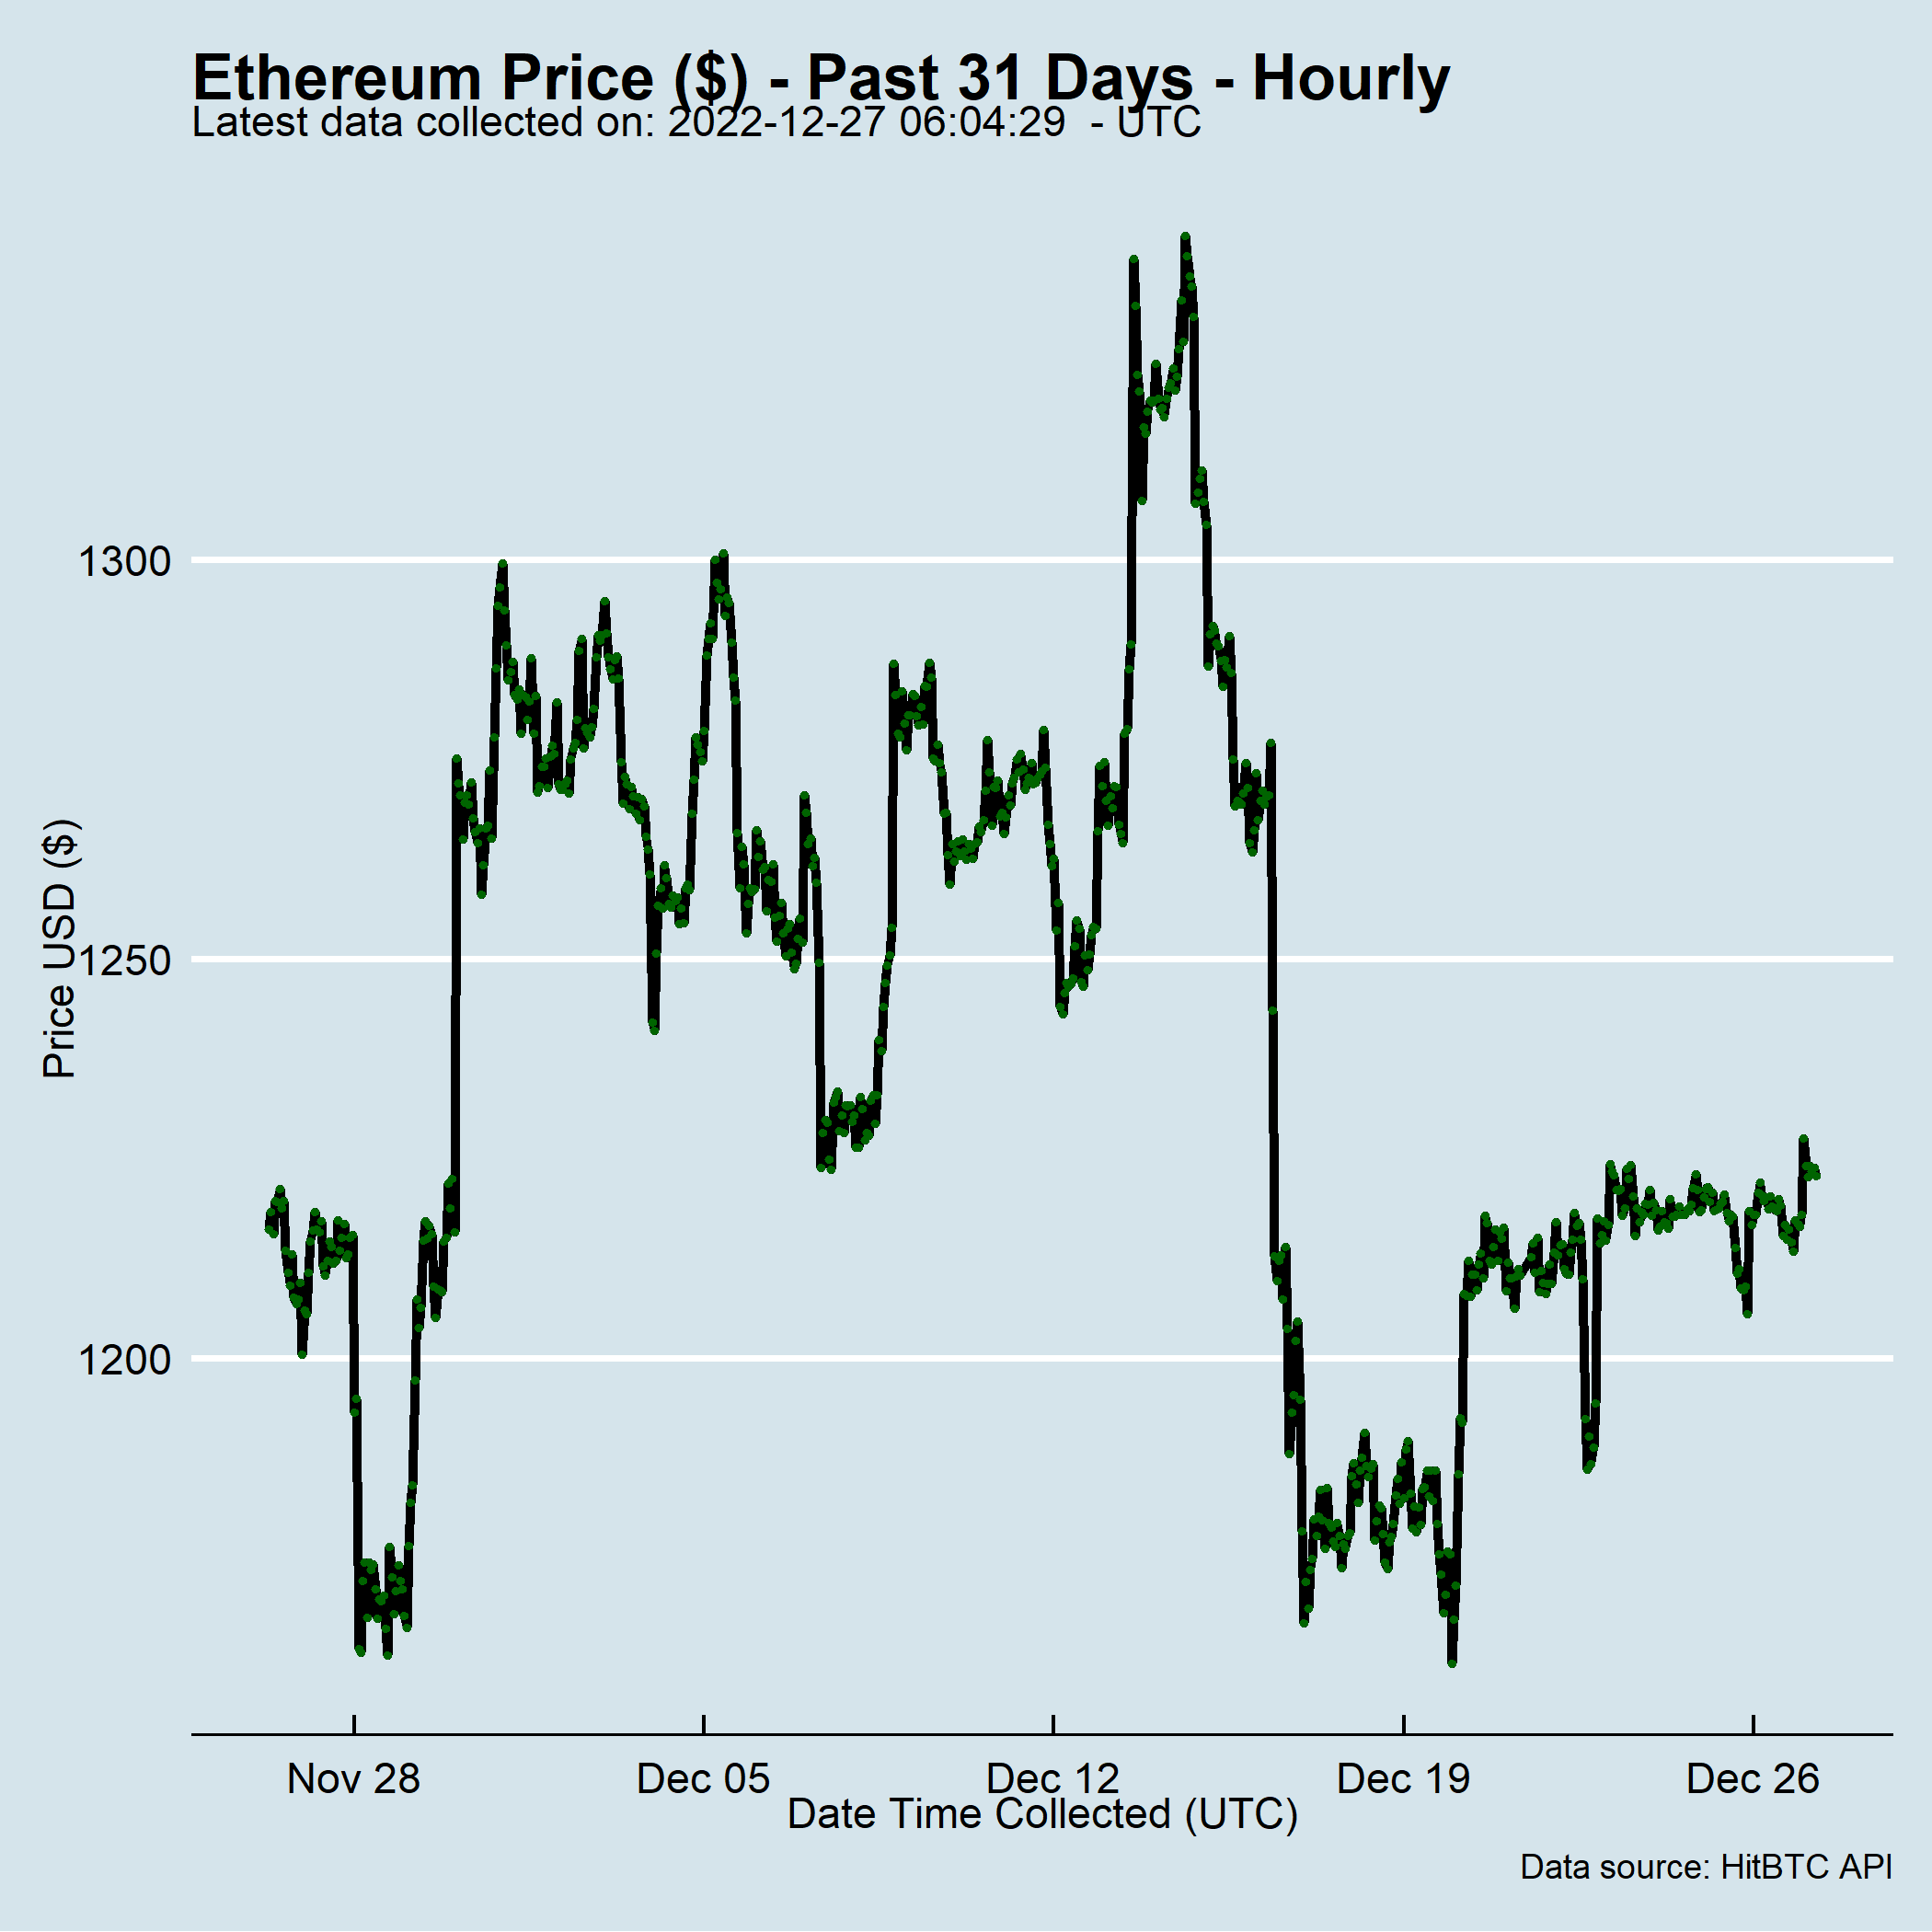 Ethereum Price ($) - Past 31 Days - Hourly
Latest data collected on: 2022-12-27 06:04:29  - UTC
Price USD ($)
1300
1250
1200
Nov 28
Dec 05
Dec 12
Dec 19
Dec 26
Date Time Collected (UTC)
Data source: HitBTC API